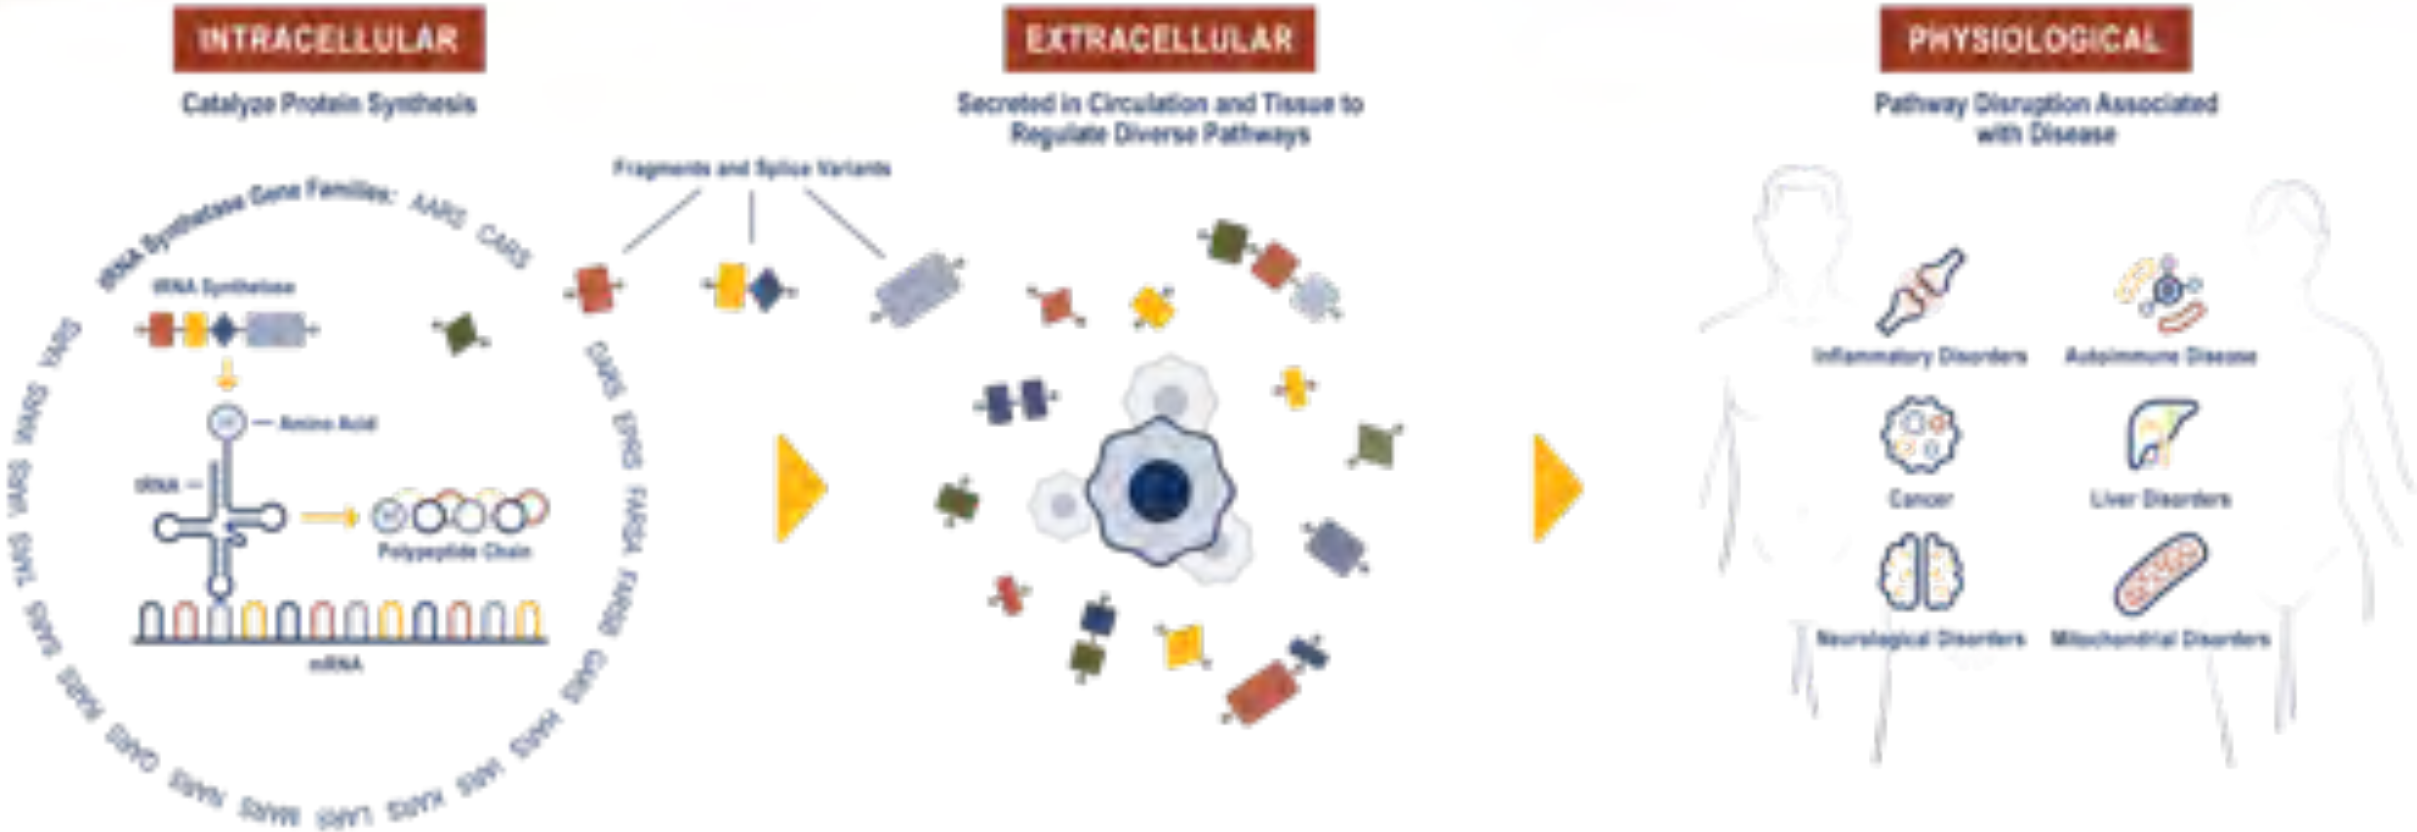 INTRACELLULAR
Catalyze Protein Synthesis
tRNA Synthetase Gene Families: AARS CARS
DARS EPRS FARSA FARSB GARS HARS IARS KARS LARS MARS NARS QARS RARS SARS TARS VARS WARS YARS
tRNA Synthetase
Amino Acid
tRNA
Polypeptide Chain
mRNA
Fragments and Splice Variants
EXTRACELLULAR
Secreted in Circulation and Tissue to
Regulate Diverse Pathways
PHYSIOLOGICAL
Pathway Disruption Associated
with Disease
Inflammatory Disorders
Autoimmune Disease
Cancer
Liver Disorders
Neurological Disorders
Mitochondrial Disorders